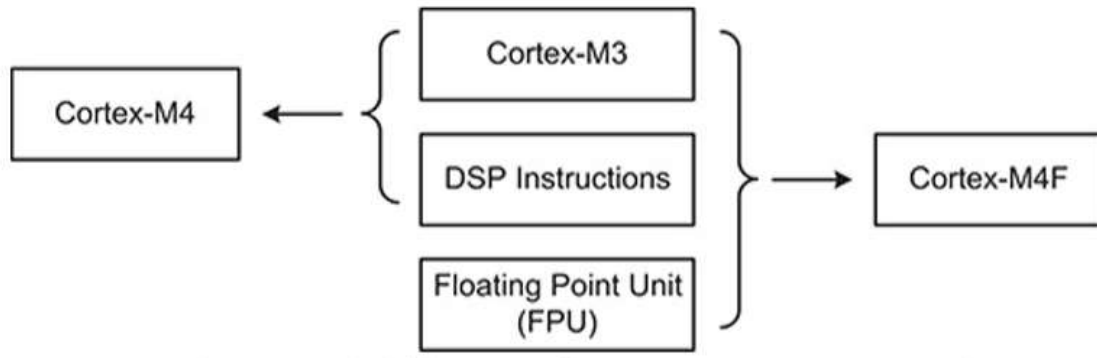 Cortex-M3
Cortex-M4
DSP Instructions
Cortex-M4F
Floating Point Unit
(FPU)